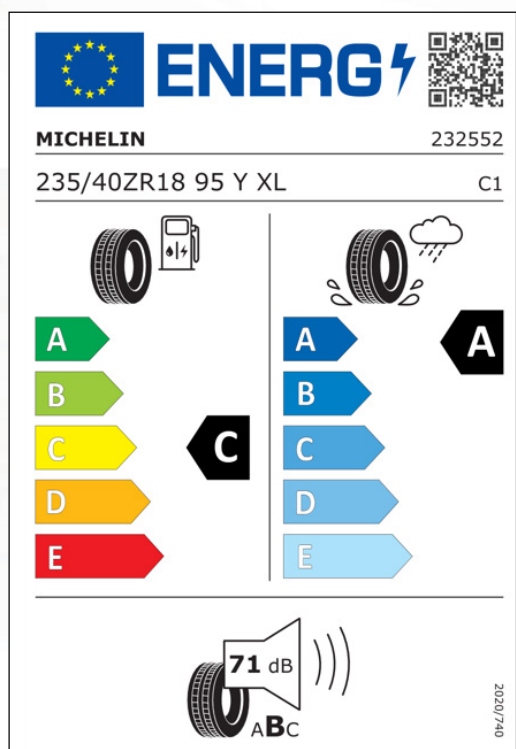 ENERG
MICHELIN 232552
235/40ZR18 95 Y XL C1
A
B
C
D
E
C
A
B
C
D
E
A
71 dB
ABC
2020/740